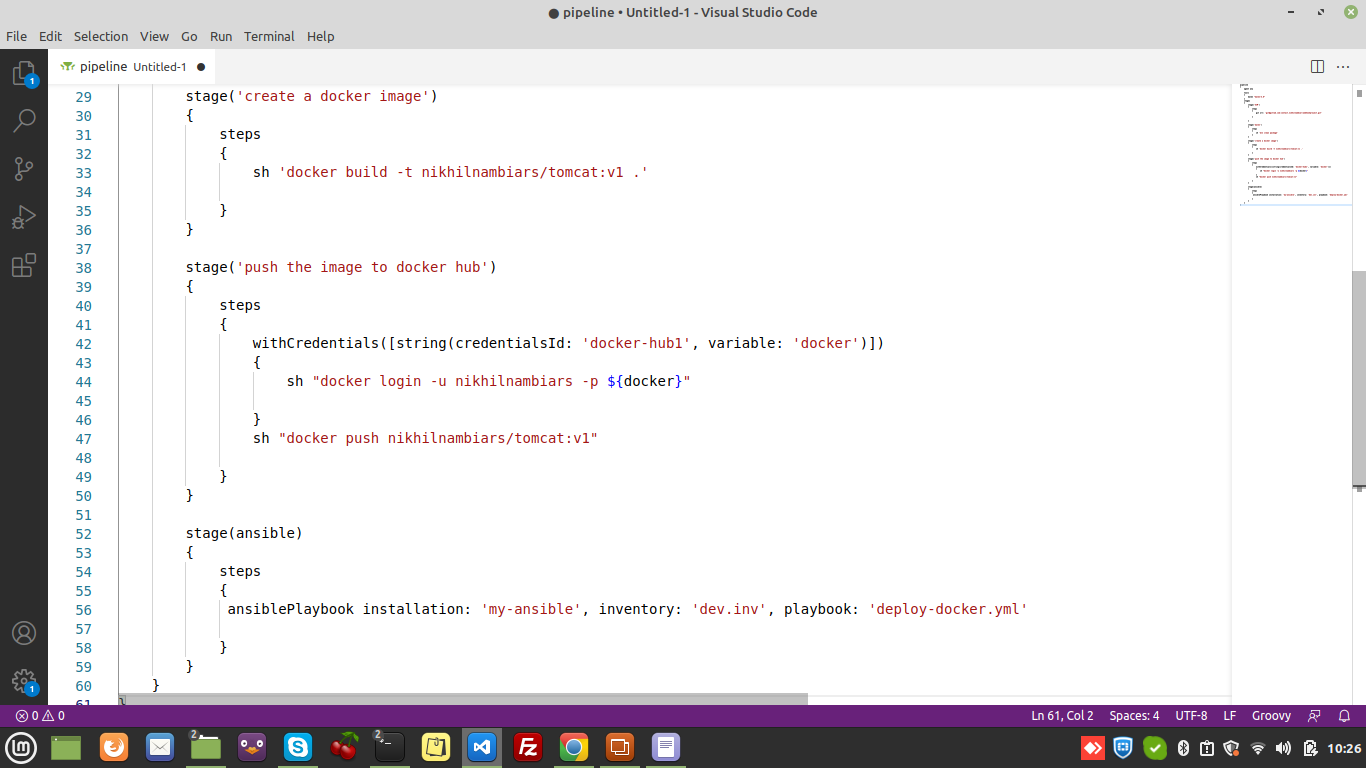 ● pipeline • Untitled-1 - Visual Studio Code
File Edit Selection View Go Run Terminal Help
1
pipeline Untitled-1 ●
29 stage('create a docker image')
30 {
31 steps
32 {
33 sh 'docker build -t nikhilnambiars/tomcat:v1 .'
34
35 }
36 }
37
38 stage('push the image to docker hub')
39 {
40 steps
41 {
42 withCredentials([string(credentialsId: 'docker-hub1', variable: 'docker')])
43 {
44 sh "docker login -u nikhilnambiars -p ${docker}"
45
46 }
47 sh "docker push nikhilnambiars/tomcat:v1"
48
49 }
50 }
51
52 stage(ansible)
53 {
54 steps
55 {
56 ansiblePlaybook installation: 'my-ansible', inventory: 'dev.inv', playbook: 'deploy-docker.yml'
57
58 }
59 }
60 }
61 }
1
0 0 Ln 61, Col 2 Spaces: 4 UTF-8 LF Groovy
2 2 10:26